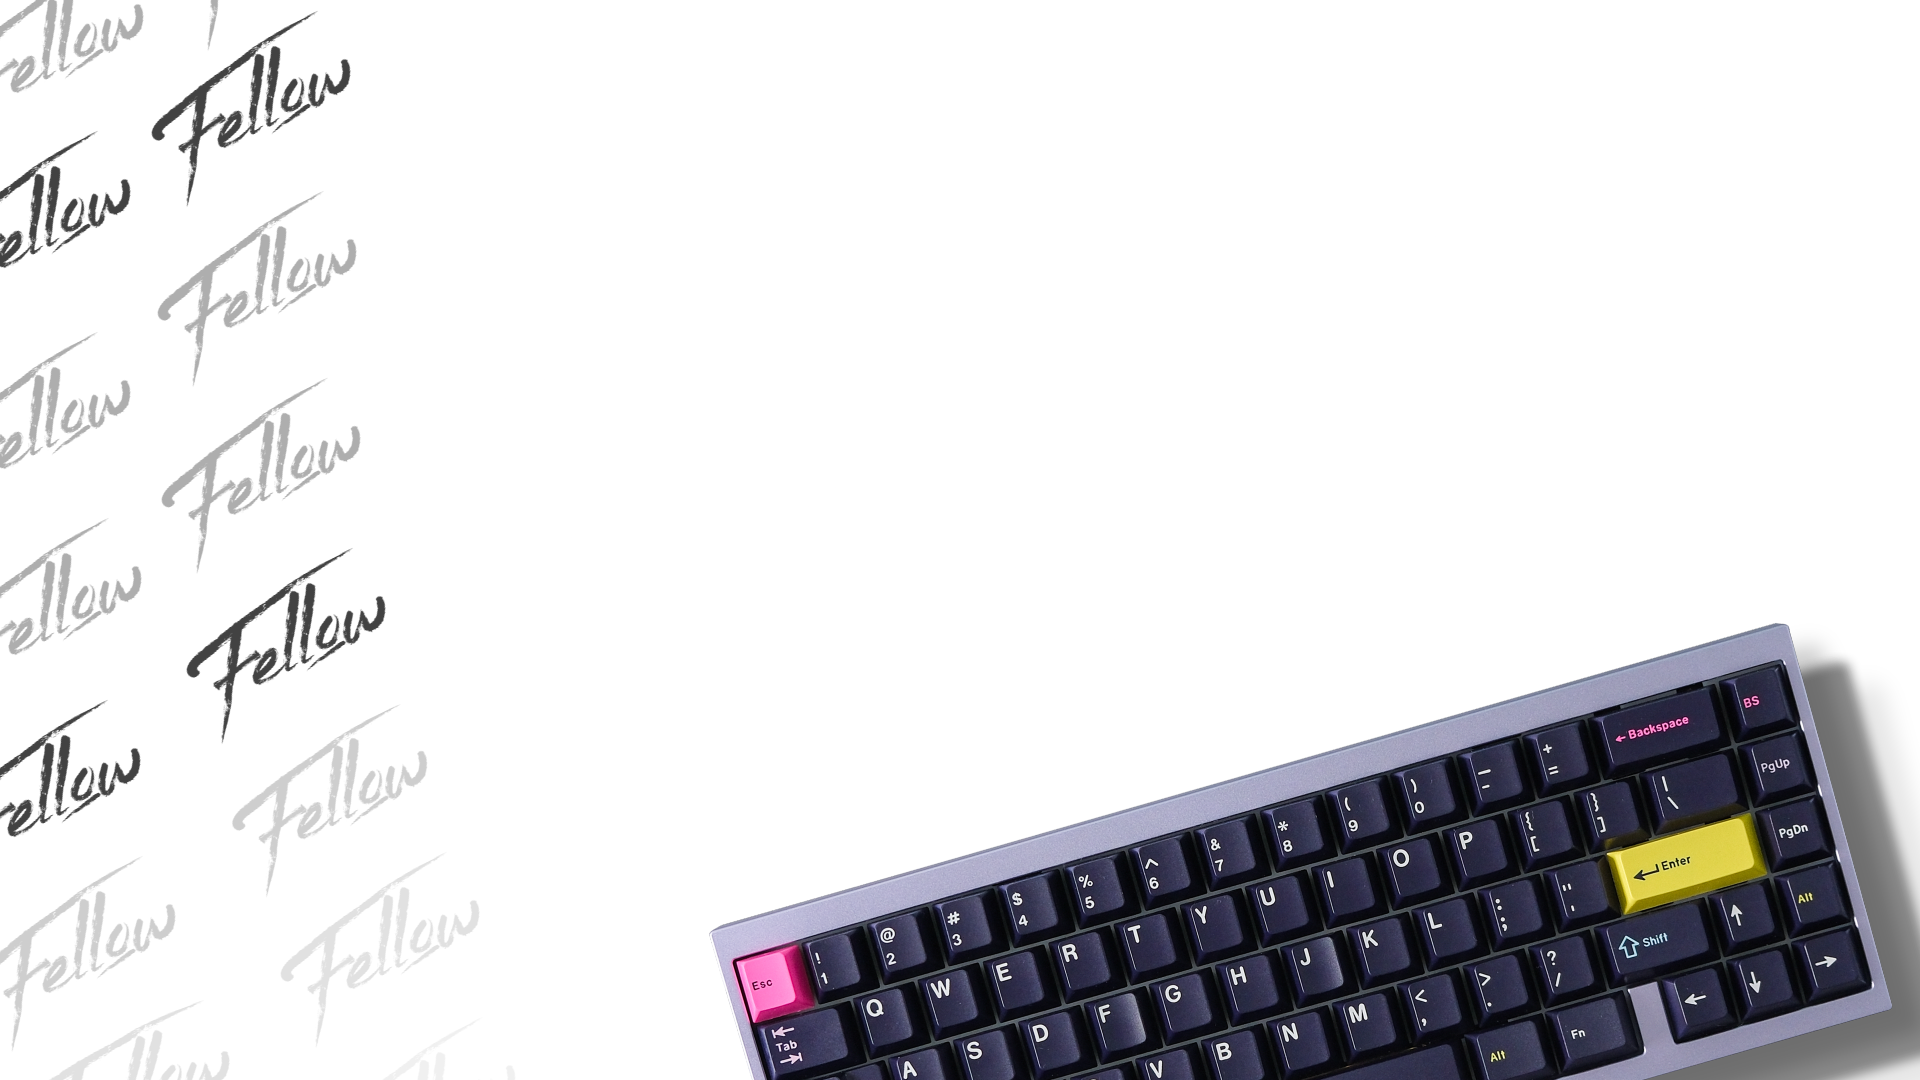 Fellow
Fellow
Fellow
Fellow
Fellow
Fellow
Fellow
Fellow
Fellow
Fellow
Fellow
Fellow
Esc ! 1 @ 2 # 3 $ 4 % 5 ^ 6 & 7 * 8 ( 9 ) 0 _ - + = ← Backspace BS
Tab Q W E R T Y U I O P { [ } ] | \ PgUp
A S D F G H J K L : ; " ' Enter PgDn
V B N M < , > . ? / Shift ↑ Alt
Alt Fn ← ↓ →